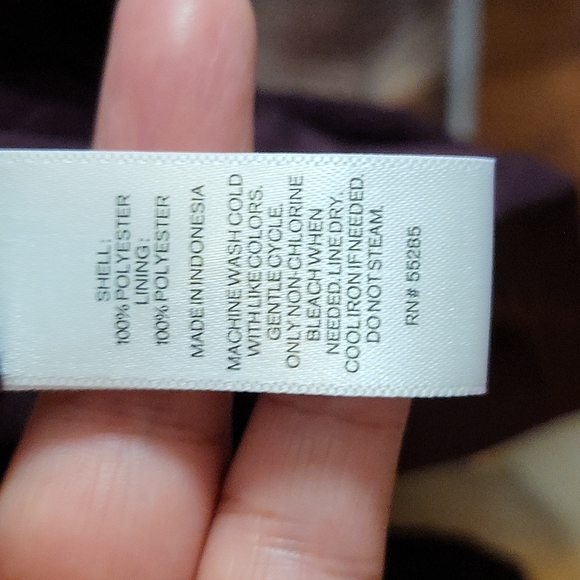 SHELL:
100% POLYESTER
LINING:
100% POLYESTER
MADE IN INDONESIA
MACHINE WASH COLD
WITH LIKE COLORS.
GENTLE CYCLE.
ONLY NON-CHLORINE
BLEACH WHEN
NEEDED. LINE DRY.
COOL IRON IF NEEDED.
DO NOT STEAM.
RN# 55285